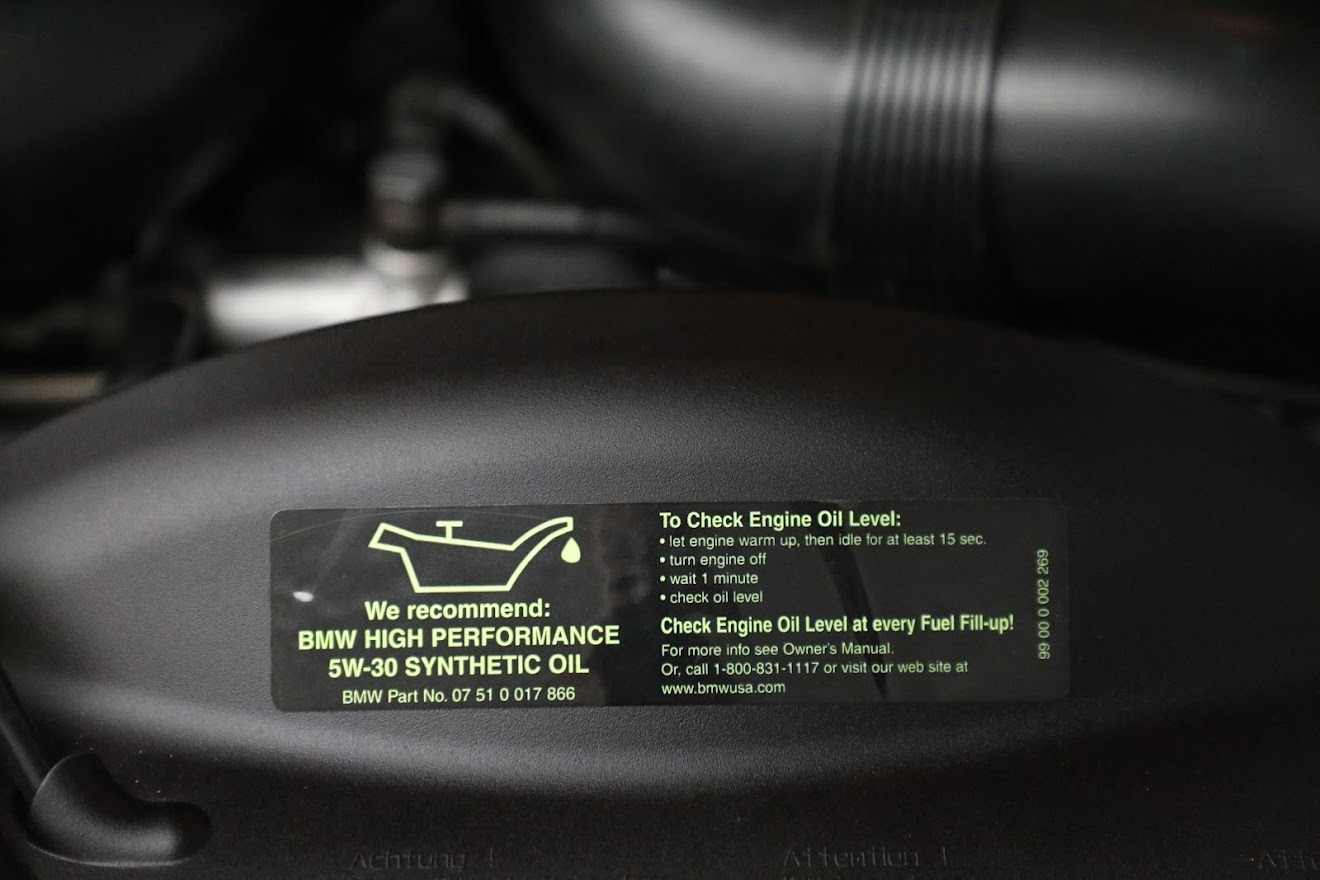 We recommend:
BMW HIGH PERFORMANCE
5W-30 SYNTHETIC OIL
BMW Part No. 07 51 0 017 866
To Check Engine Oil Level:
• let engine warm up, then idle for at least 15 sec.
• turn engine off
• wait 1 minute
• check oil level
Check Engine Oil Level at every Fuel Fill-up!
For more info see Owner's Manual.
Or, call 1-800-831-1117 or visit our web site at
www.bmwusa.com
99 00 0 002 269
Achtung !
Attention !